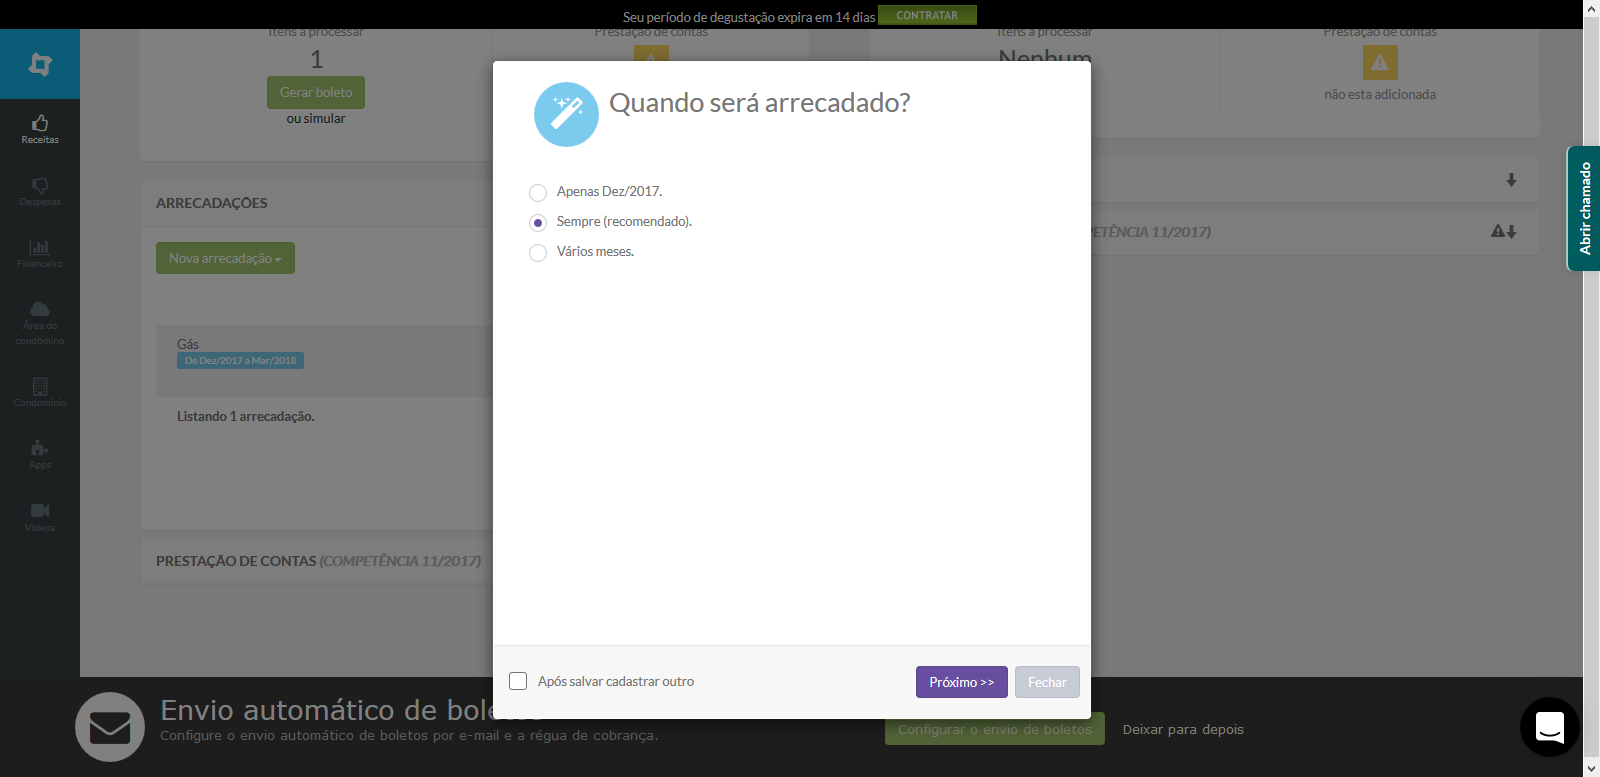 Seu período de degustação expira em 14 dias CONTRATAR
Itens a processar
Prestação de contas
Itens a processar
Prestação de contas
1
Nenhum
Gerar boleto
ou simular
não esta adicionada
Receitas
Despesas
Financeiro
Área do
condômino
Condomínio
Apps
Vídeos
ARRECADAÇÕES
Nova arrecadação
Gás
De Dez/2017 a Mar/2018
Listando 1 arrecadação.
PRESTAÇÃO DE CONTAS (COMPETÊNCIA 11/2017)
Quando será arrecadado?
Apenas Dez/2017.
Sempre (recomendado).
Vários meses.
Após salvar cadastrar outro
Próximo >>
Fechar
11/2017)
Abrir chamado
Envio automático de
Configure o envio automático de boletos por e-mail e a régua de cobrança.
Configurar o envio de boletos
Deixar para depois